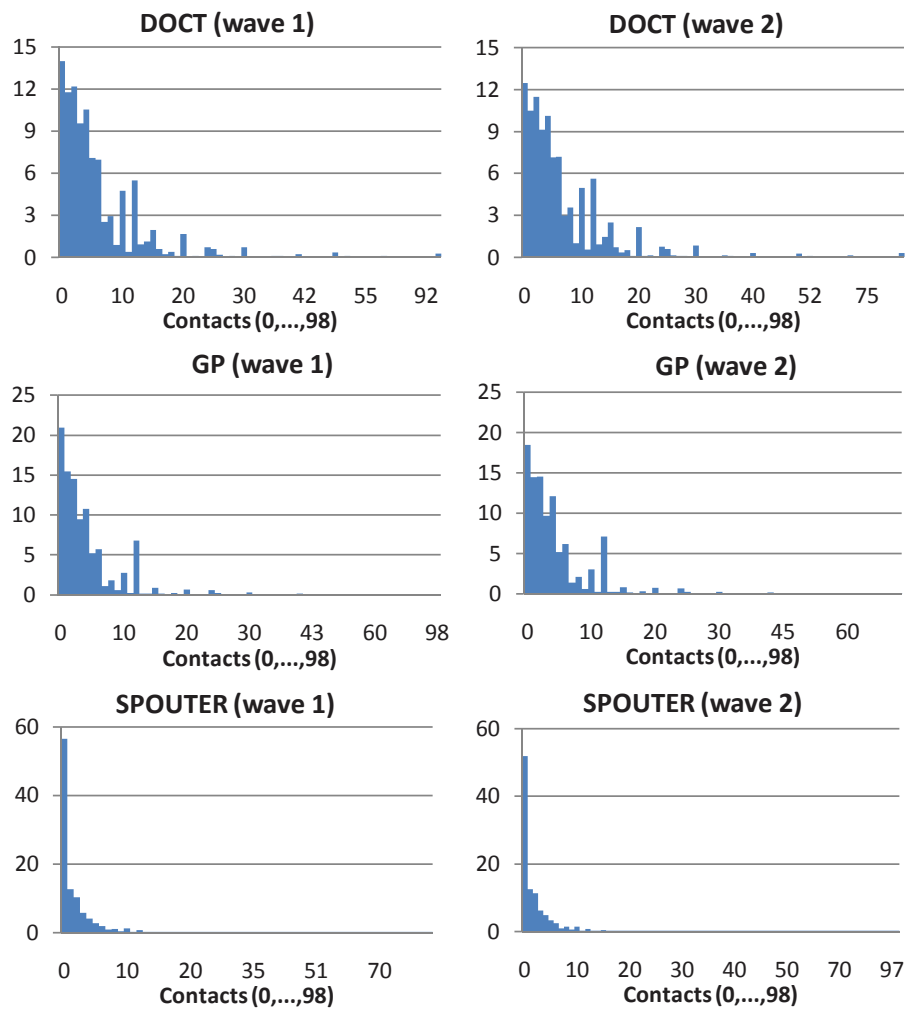 DOCT (wave 1)
15
12
9
6
3
0
0 10 20 30 42 55 92
Contacts (0,...,98)
DOCT (wave 2)
15
12
9
6
3
0
0 10 20 30 40 52 75
Contacts (0,...,98)
GP (wave 1)
25
20
15
10
5
0
0 10 20 30 43 60 98
Contacts (0,...,98)
GP (wave 2)
25
20
15
10
5
0
0 10 20 30 45 60
Contacts (0,...,98)
SPOUTER (wave 1)
60
40
20
0
0 10 20 35 51 70
Contacts (0,...,98)
SPOUTER (wave 2)
60
40
20
0
0 10 20 30 40 50 70 97
Contacts (0,...,98)